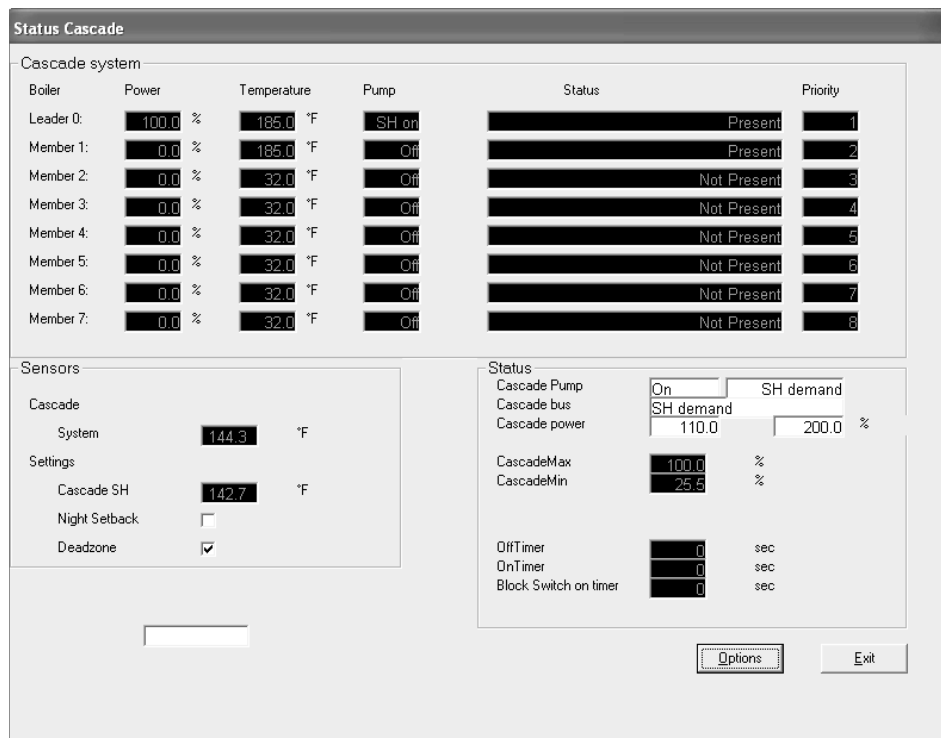 Status Cascade
Cascade system
Boiler Power Temperature Pump Status Priority
Leader 0: 100.0 % 185.0 °F SH on Present 1
Member 1: 0.0 % 185.0 °F Off Present 2
Member 2: 0.0 % 32.0 °F Off Not Present 3
Member 3: 0.0 % 32.0 °F Off Not Present 4
Member 4: 0.0 % 32.0 °F Off Not Present 5
Member 5: 0.0 % 32.0 °F Off Not Present 6
Member 6: 0.0 % 32.0 °F Off Not Present 7
Member 7: 0.0 % 32.0 °F Off Not Present 8
Sensors
Cascade
System 144.3 °F
Settings
Cascade SH 142.7 °F
Night Setback
Deadzone
Status
Cascade Pump On SH demand
Cascade bus SH demand
Cascade power 110.0 200.0 %
CascadeMax 100.0 %
CascadeMin 25.5 %
OffTimer 0 sec
OnTimer 0 sec
Block Switch on timer 0 sec
Options Exit